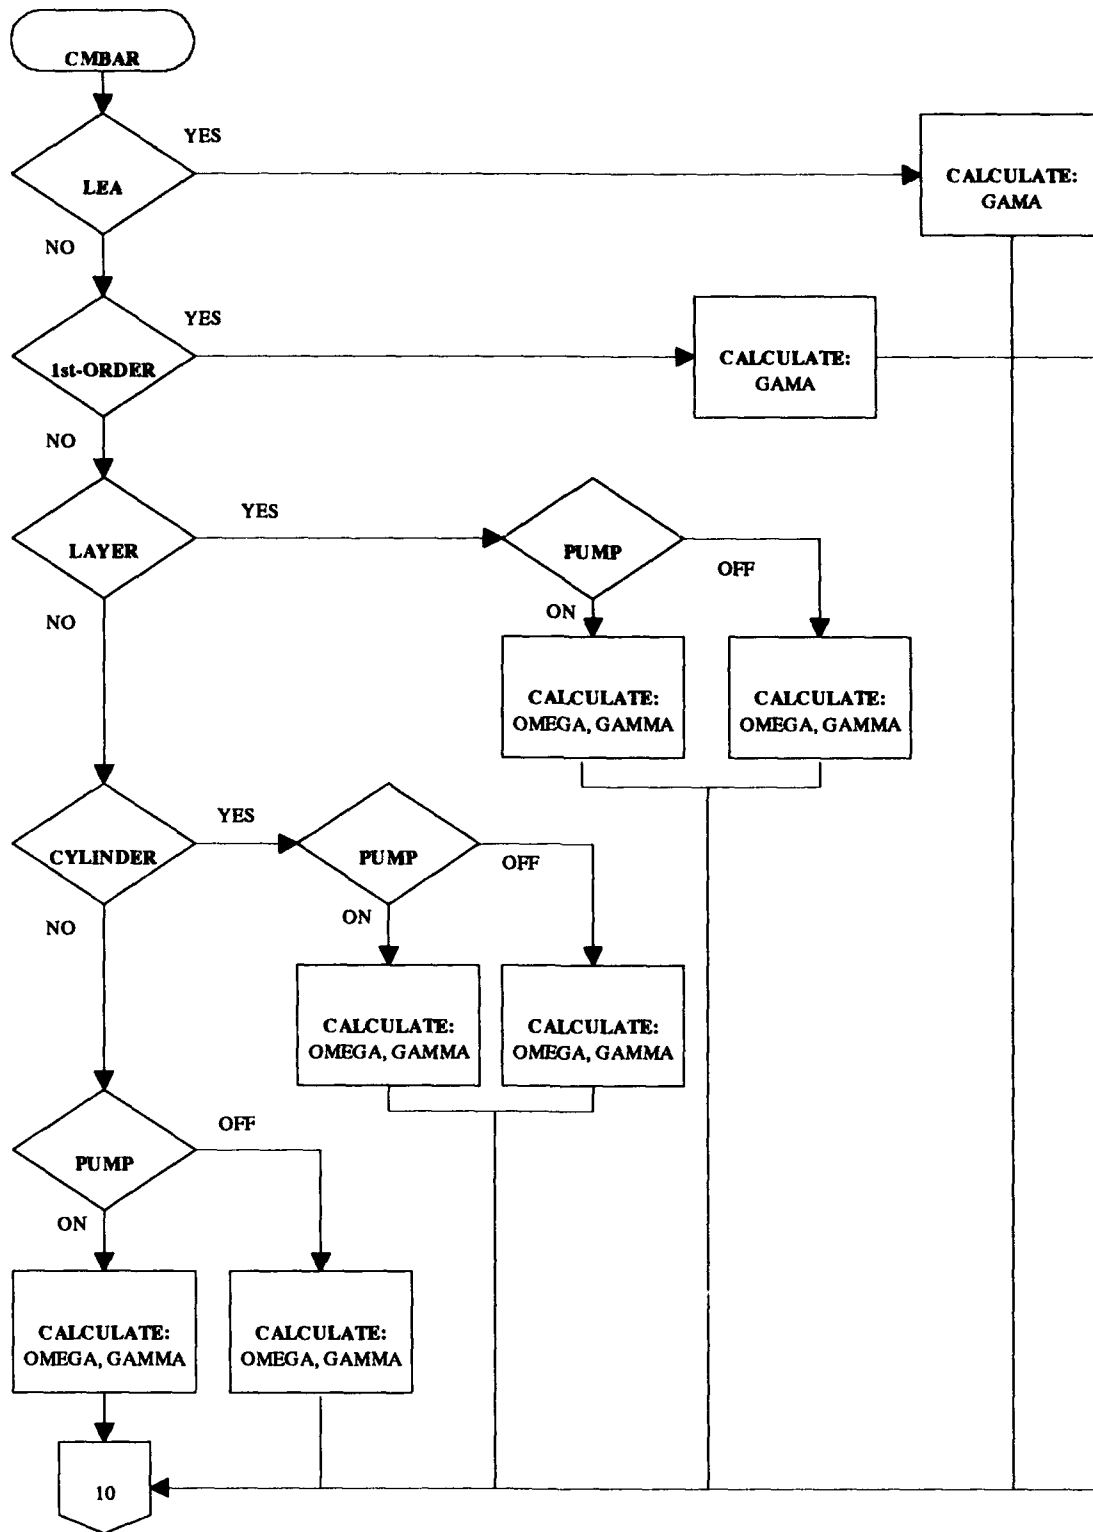 CMBAR
YES
LEA
CALCULATE:
GAMA
NO
YES
1st-ORDER
CALCULATE:
GAMA
NO
YES
LAYER
PUMP
OFF
NO
ON
CALCULATE:
OMEGA, GAMMA
CALCULATE:
OMEGA, GAMMA
YES
CYLINDER
PUMP
OFF
NO
ON
CALCULATE:
OMEGA, GAMMA
CALCULATE:
OMEGA, GAMMA
OFF
PUMP
ON
CALCULATE:
OMEGA, GAMMA
CALCULATE:
OMEGA, GAMMA
10